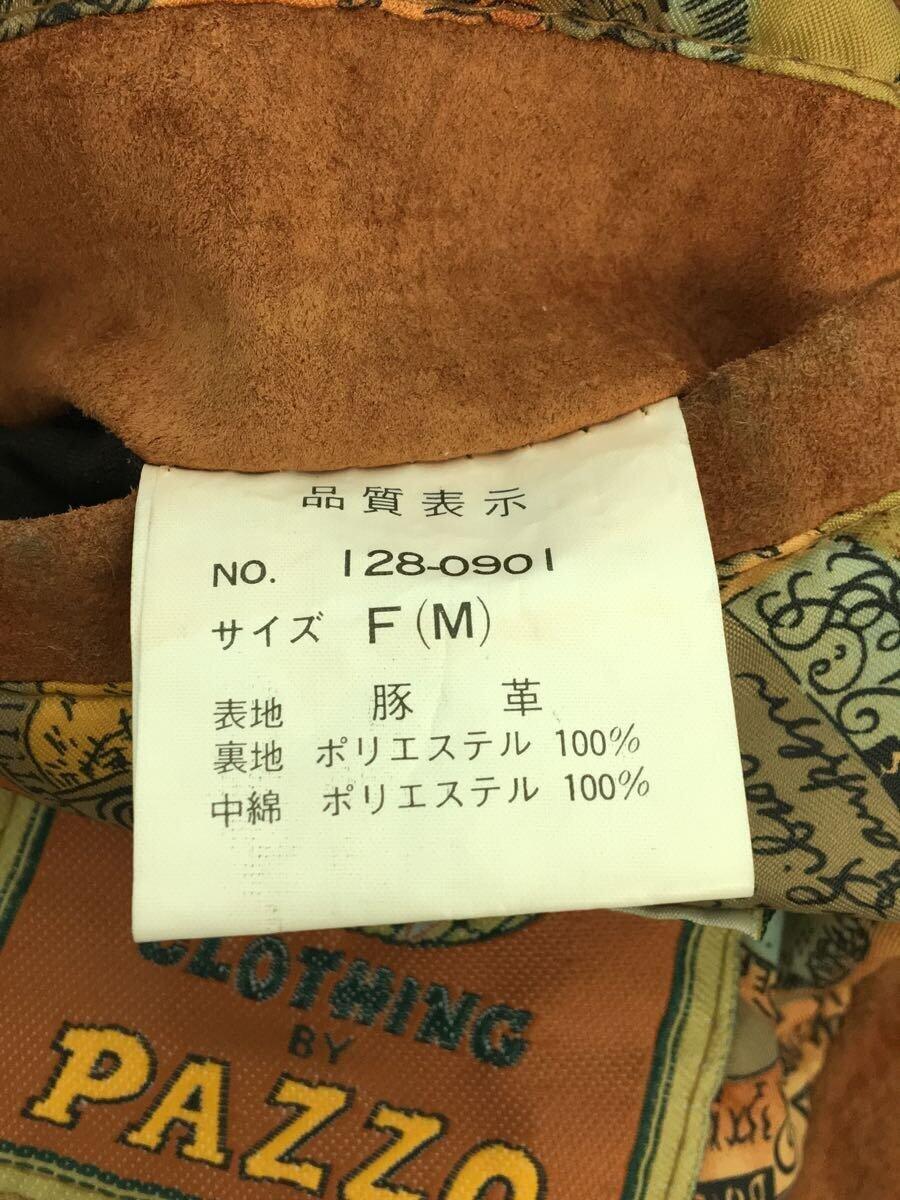 品質表示
NO. 128-0901
サイズ F(M)
表地 豚 革
裏地 ポリエステル 100%
中綿 ポリエステル 100%
CLOTHING
BY
PAZZO